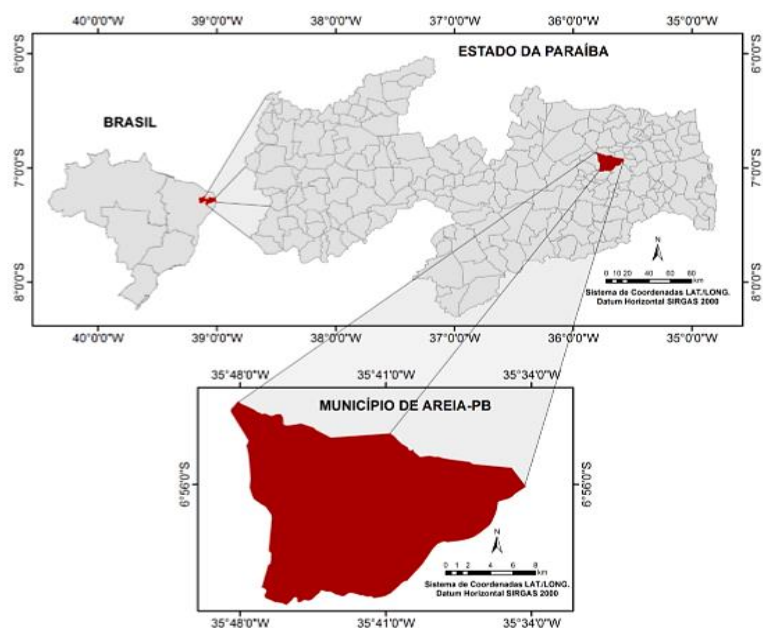 40°0'0"W 39°0'0"W 38°0'0"W 37°0'0"W 36°0'0"W 35°0'0"W
6°0'0"S 6°0'0"S
ESTADO DA PARAÍBA
BRASIL
7°0'0"S 7°0'0"S
N
0 10 20 40 60 80
km
8°0'0"S 8°0'0"S
Sistema de Coordenadas LAT./LONG.
Datum Horizontal SIRGAS 2000
40°0'0"W 39°0'0"W 38°0'0"W 37°0'0"W 36°0'0"W 35°0'0"W
35°48'0"W 35°41'0"W 35°34'0"W
MUNICÍPIO DE AREIA-PB
6°56'0"S 6°56'0"S
N
0 1 2 4 6 8
km
Sistema de Coordenadas LAT./LONG.
Datum Horizontal SIRGAS 2000
35°48'0"W 35°41'0"W 35°34'0"W